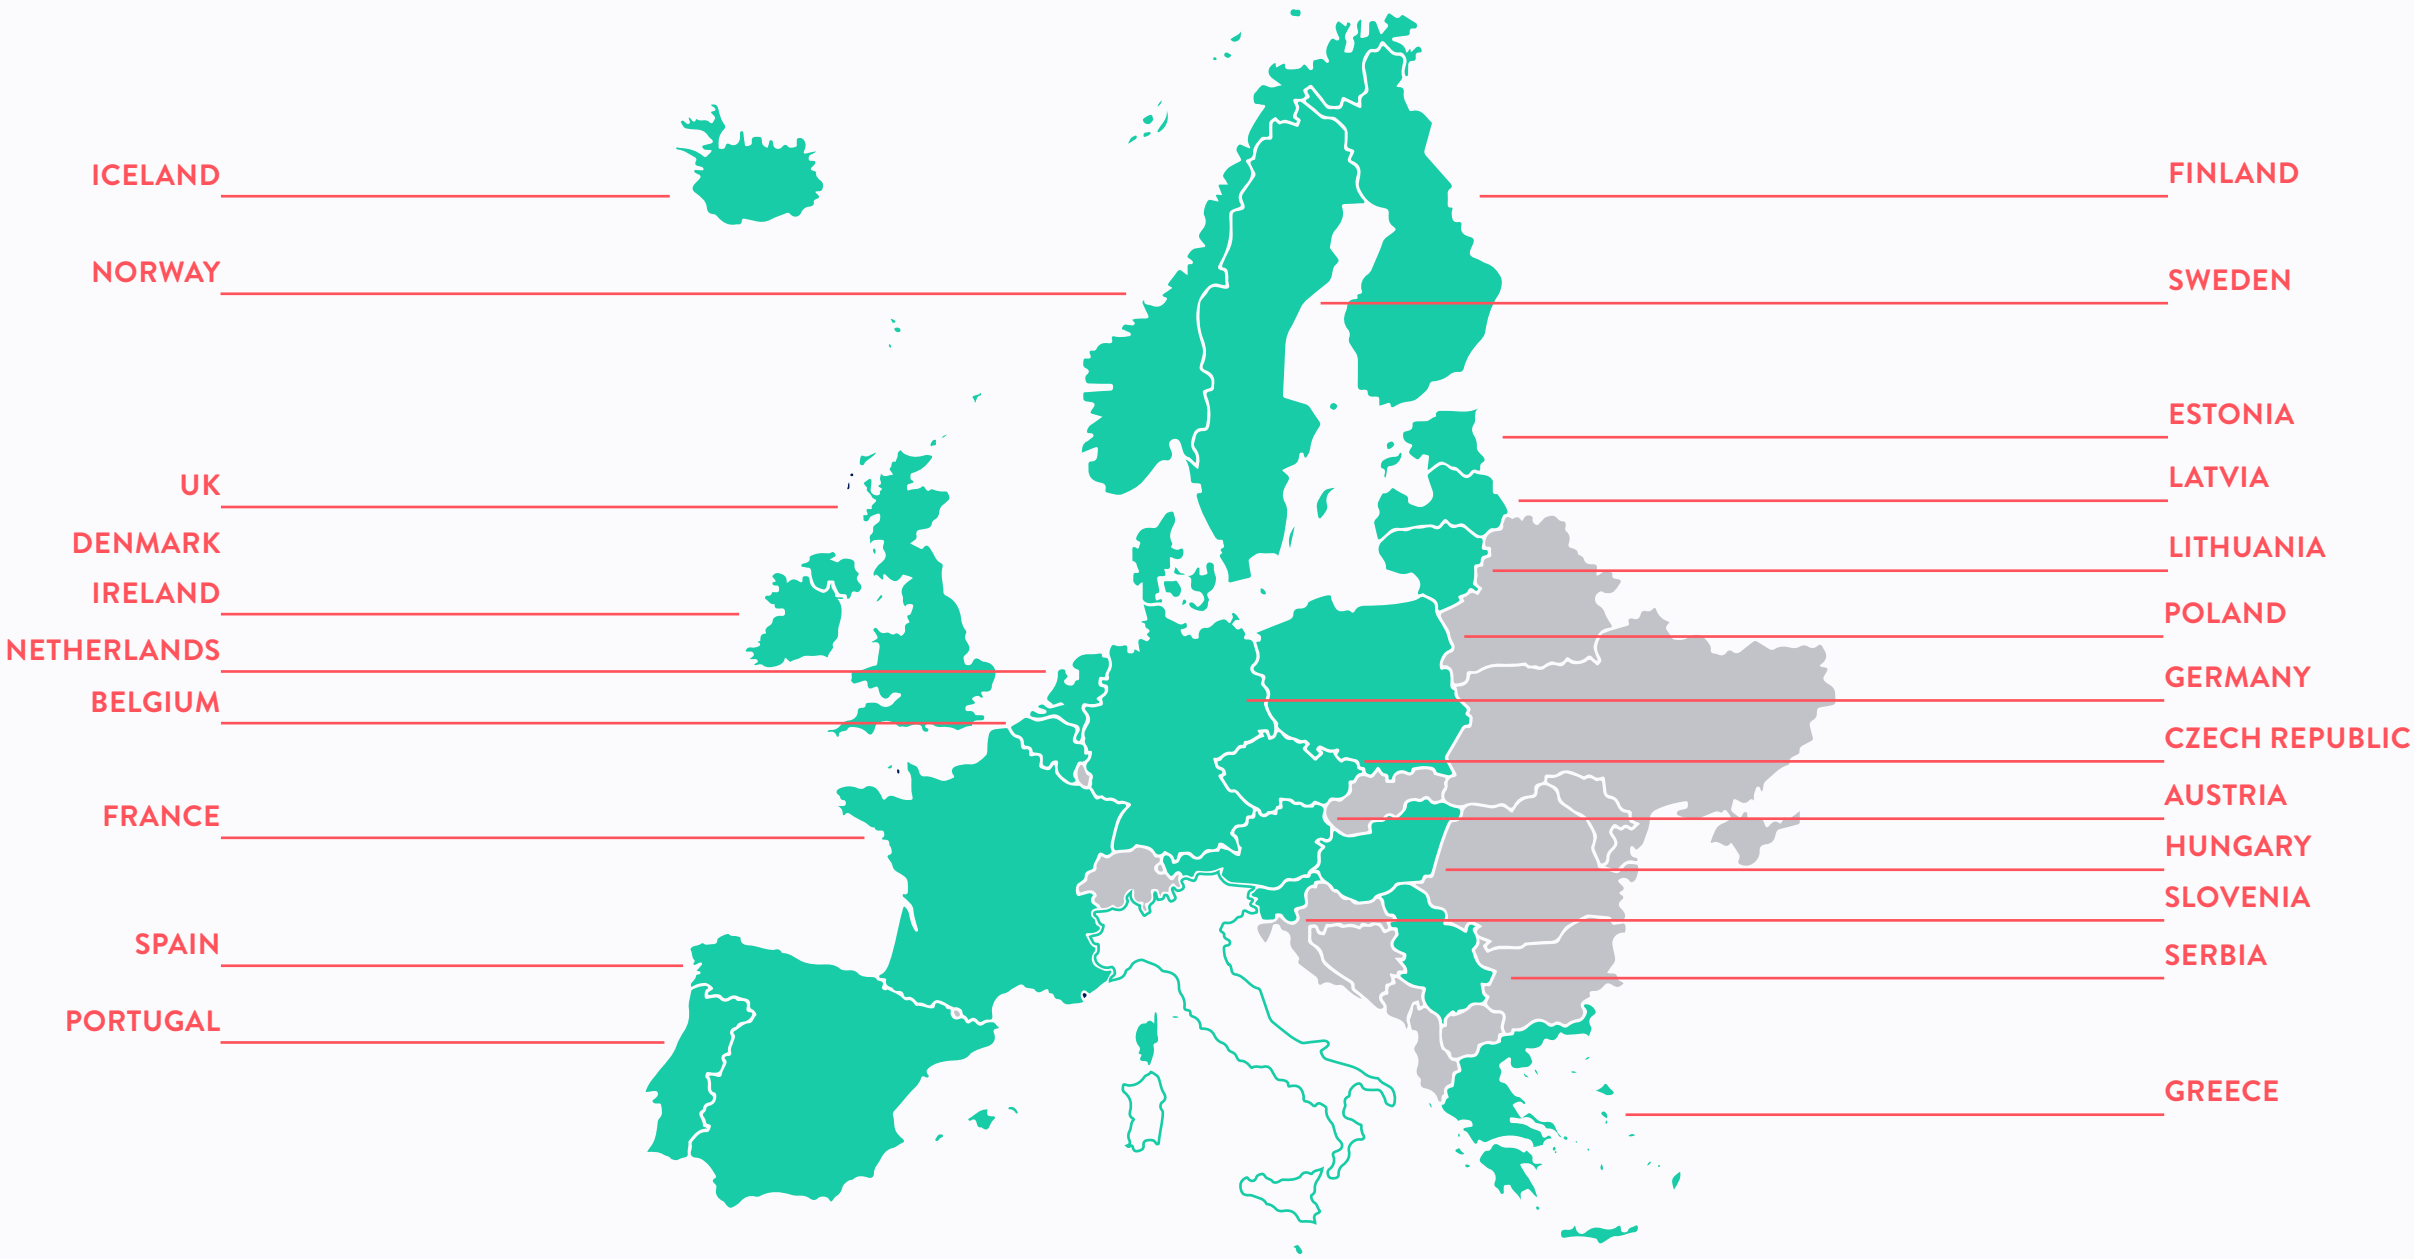 ICELAND
NORWAY
UK
DENMARK
IRELAND
NETHERLANDS
BELGIUM
FRANCE
SPAIN
PORTUGAL
FINLAND
SWEDEN
ESTONIA
LATVIA
LITHUANIA
POLAND
GERMANY
CZECH REPUBLIC
AUSTRIA
HUNGARY
SLOVENIA
SERBIA
GREECE